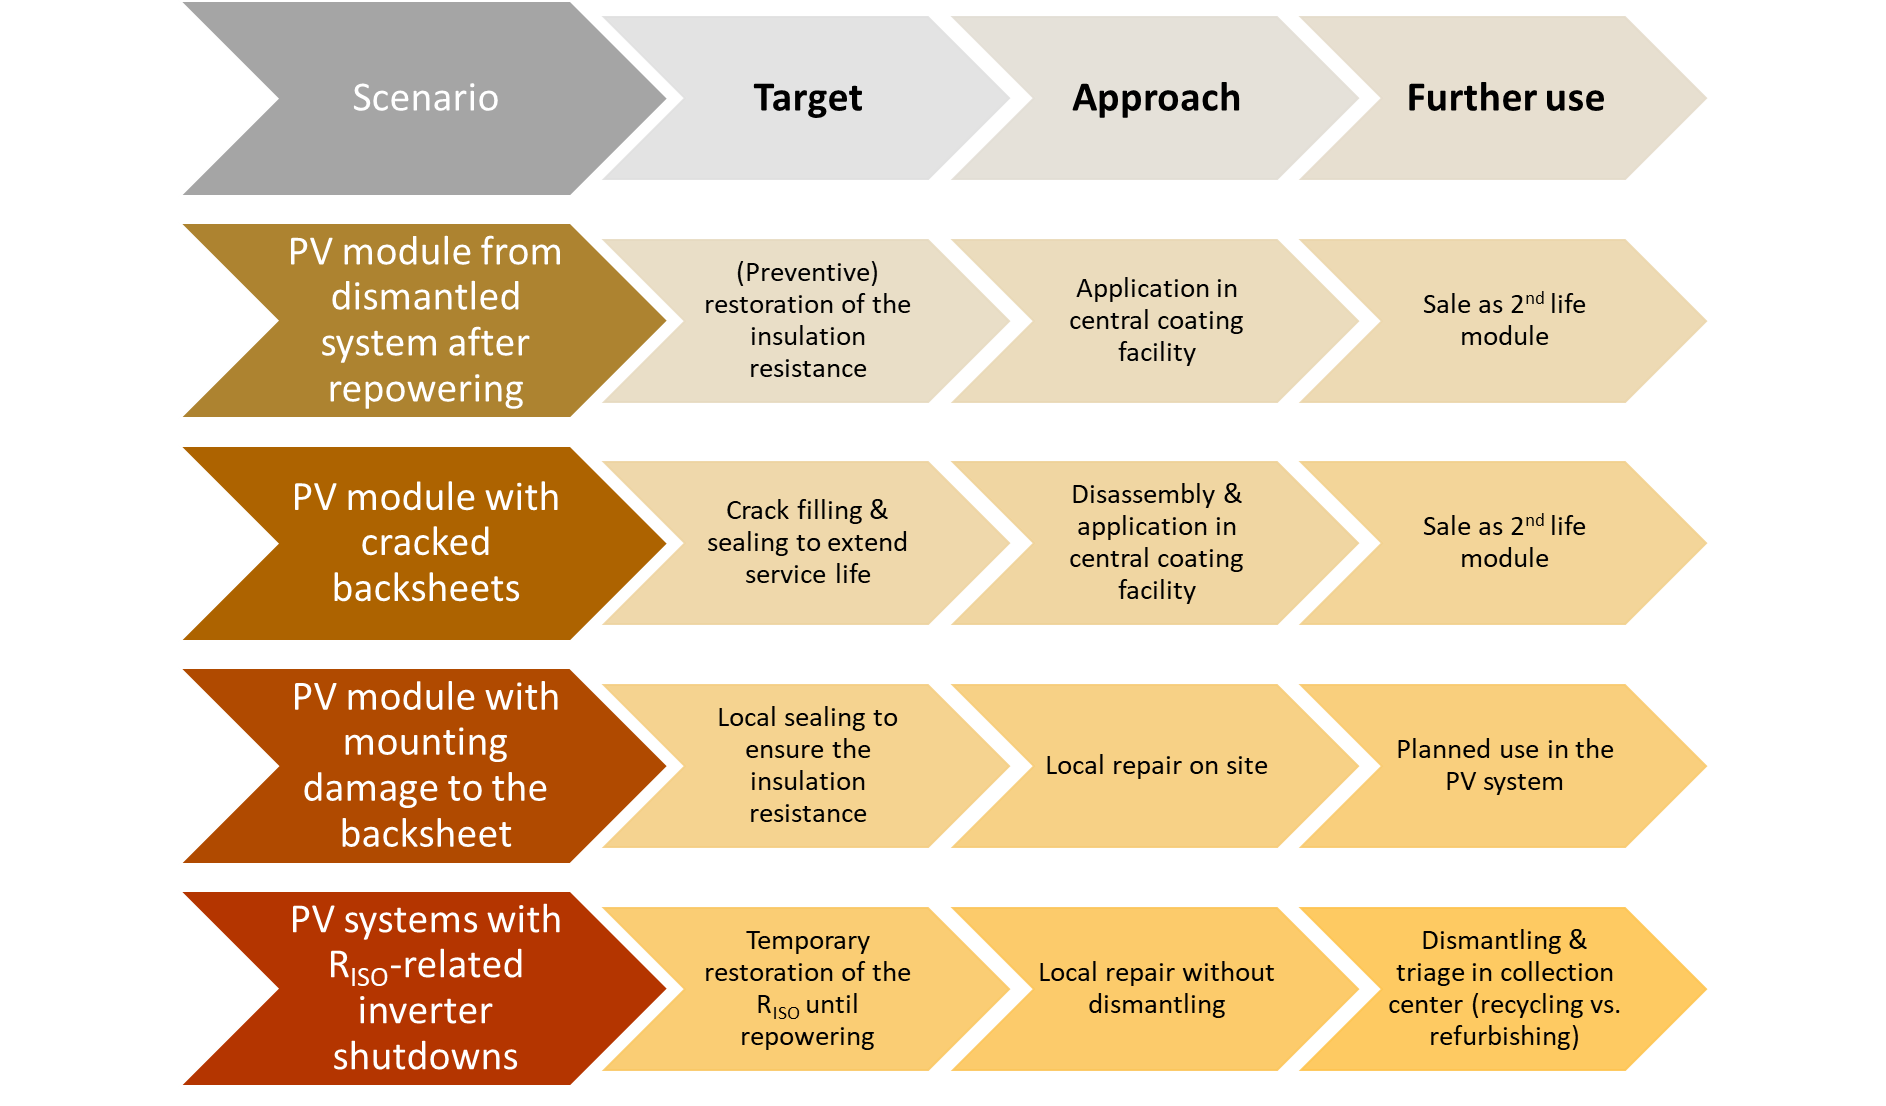 Scenario
Target
Approach
Further use
PV module from
dismantled
system after
repowering
(Preventive)
restoration of the
insulation
resistance
Application in
central coating
facility
Sale as 2nd life
module
PV module with
cracked
backsheets
Crack filling &
sealing to extend
service life
Disassembly &
application in
central coating
facility
Sale as 2nd life
module
PV module with
mounting
damage to the
backsheet
Local sealing to
ensure the
insulation
resistance
Local repair on site
Planned use in the
PV system
PV systems with
RISO-related
inverter
shutdowns
Temporary
restoration of the
RISO until
repowering
Local repair without
dismantling
Dismantling &
triage in collection
center (recycling vs.
refurbishing)